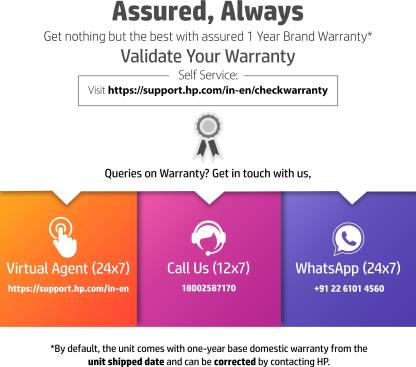 Assured, Always
Get nothing but the best with assured 1 Year Brand Warranty*
Validate Your Warranty
Self Service:
Visit https://support.hp.com/in-en/checkwarranty
Queries on Warranty? Get in touch with us,
Virtual Agent (24x7)
https://support.hp.com/in-en
Call Us (12x7)
18002587170
WhatsApp (24x7)
+91 22 6101 4560
*By default, the unit comes with one-year base domestic warranty from the
unit shipped date and can be corrected by contacting HP.